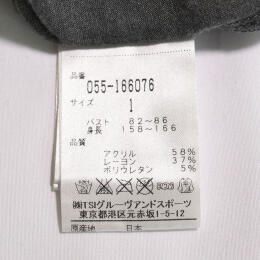 品番
055-166076
サイズ
1
バスト 82~86
身長 158~166
品質
アクリル 58%
レーヨン 37%
ポリウレタン 5%
㈱TSIグルーヴアンドスポーツ
東京都港区元赤坂1-5-12
原産地 日本